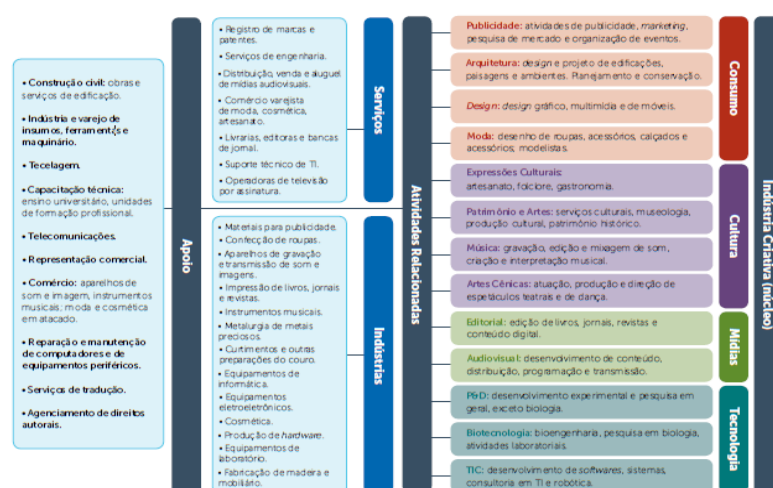 • Construção civil: obras e
serviços de edificação.
• Indústria e varejo de
insumos, ferramentas e
maquinário.
• Tecelagem.
• Capacitação técnica:
ensino universitário, unidades
de formação profissional.
• Telecomunicações.
• Representação comercial.
• Comércio: aparelhos de
som e imagem, instrumentos
musicais; moda e cosmética
em atacado.
• Reparação e manutenção
de computadores e de
equipamentos periféricos.
• Serviços de tradução.
• Agenciamento de direitos
autorais.
Apoio
• Registro de marcas e
patentes.
• Serviços de engenharia.
• Distribuição, venda e aluguel
de mídias audiovisuais.
• Comércio varejista
de moda, cosmética,
artesanato.
• Livrarias, editoras e bancas
de jornal.
• Suporte técnico de TI.
• Operadoras de televisão
por assinatura.
Serviços
• Materiais para publicidade.
• Confecção de roupas.
• Aparelhos de gravação
e transmissão de som e
imagens.
• Impressão de livros, jornais
e revistas.
• Instrumentos musicais.
• Metalurgia de metais
preciosos.
• Curtimentos e outras
preparações do couro.
• Equipamentos de
informática.
• Equipamentos
eletroeletrônicos.
• Cosmética.
• Produção de hardware.
• Equipamentos de
laboratório.
• Fabricação de madeira e
mobiliário.
Indústrias
Atividades Relacionadas
Publicidade: atividades de publicidade, marketing,
pesquisa de mercado e organização de eventos.
Arquitetura: design e projeto de edificações,
paisagens e ambientes. Planejamento e conservação.
Design: design gráfico, multimídia e de móveis.
Moda: desenho de roupas, acessórios, calçados e
acessórios; modelistas.
Consumo
Expressões Culturais:
artesanato, folclore, gastronomia.
Patrimônio e Artes: serviços culturais, museologia,
produção cultural, patrimônio histórico.
Música: gravação, edição e mixagem de som,
criação e interpretação musical.
Artes Cênicas: atuação, produção e direção de
espetáculos teatrais e de dança.
Cultura
Editorial: edição de livros, jornais, revistas e
conteúdo digital.
Audiovisual: desenvolvimento de conteúdo,
distribuição, programação e transmissão.
Mídias
P&D: desenvolvimento experimental e pesquisa em
geral, exceto biologia.
Biotecnologia: bioengenharia, pesquisa em biologia,
atividades laboratoriais.
TIC: desenvolvimento de softwares, sistemas,
consultoria em TI e robótica.
Tecnologia
Indústria Criativa (núcleo)